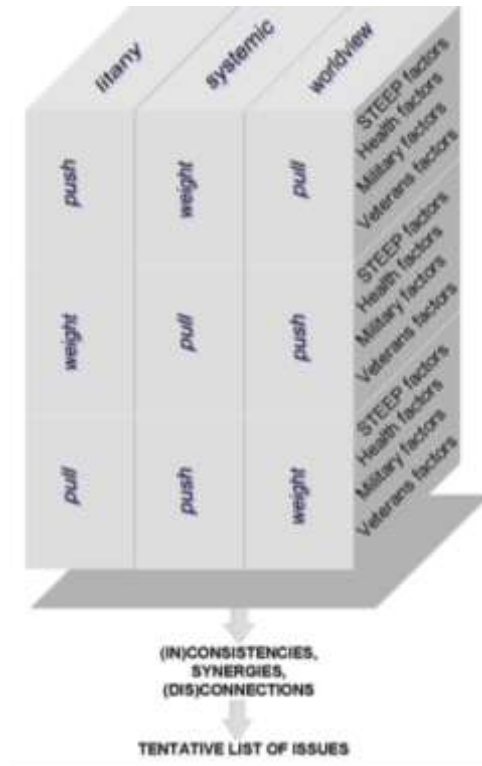 litany systemic worldview
push weight pull
STEEP factors
Health factors
Military factors
Veterans factors
weight pull push
STEEP factors
Health factors
Military factors
Veterans factors
pull push weight
STEEP factors
Health factors
Military factors
Veterans factors
(IN)CONSISTENCIES,
SYNERGIES,
(DIS)CONNECTIONS
TENTATIVE LIST OF ISSUES